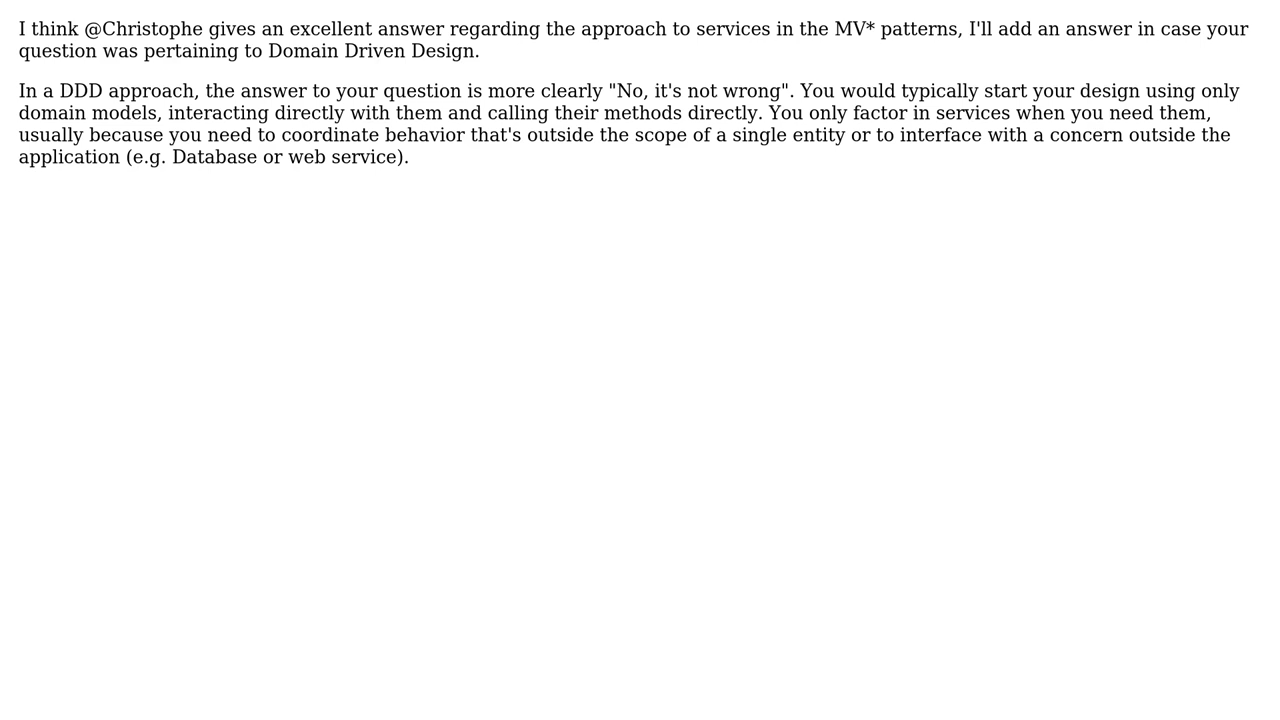 I think @Christophe gives an excellent answer regarding the approach to services in the MV* patterns, I'll add an answer in case your
question was pertaining to Domain Driven Design.
In a DDD approach, the answer to your question is more clearly "No, it's not wrong". You would typically start your design using only
domain models, interacting directly with them and calling their methods directly. You only factor in services when you need them,
usually because you need to coordinate behavior that's outside the scope of a single entity or to interface with a concern outside the
application (e.g. Database or web service).